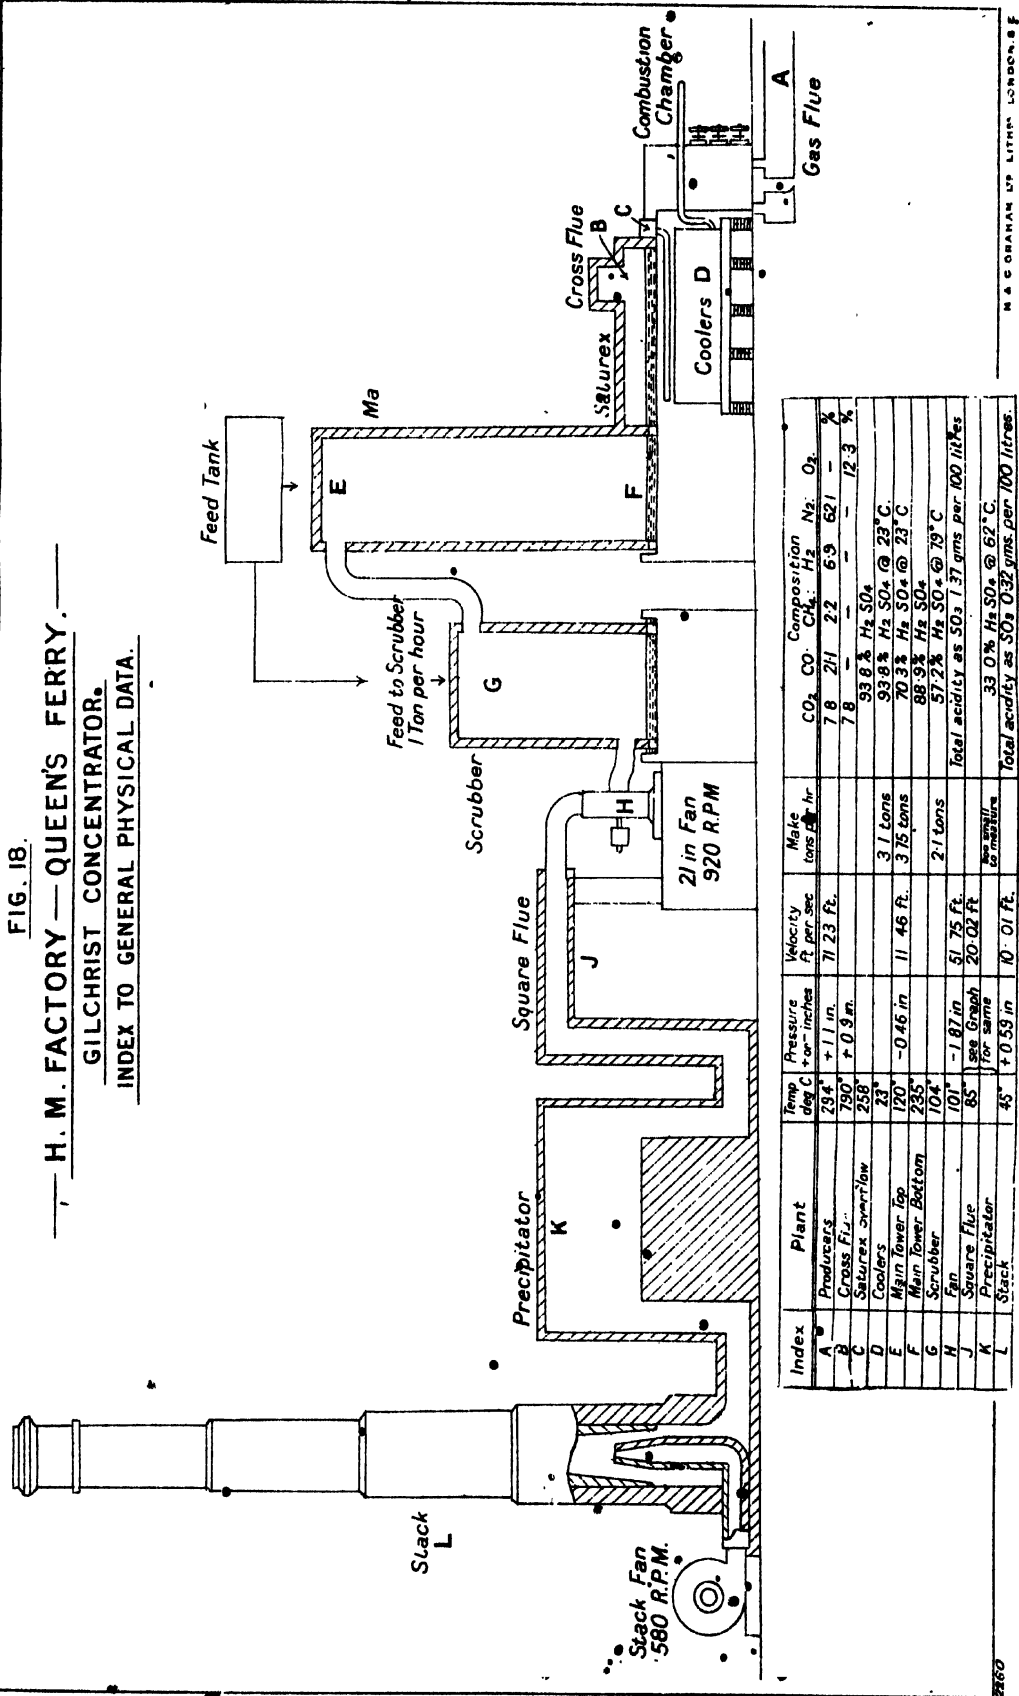 FIG. 18.
H. M. FACTORY — QUEEN'S FERRY.
GILCHRIST CONCENTRATOR.
INDEX TO GENERAL PHYSICAL DATA.
Stack
L
Stack Fan
580 R.P.M.
Precipitator
K
Square Flue
J
Scrubber
Feed to Scrubber
1 Ton per hour
G
H
21 in Fan
920 R.P.M
Feed Tank
E
F
Ma
Saturex
Cross Flue
B
C
Coolers D
Combustion
Chamber
A
Gas Flue
Index Plant Temp deg C Pressure + or - inches Velocity ft per sec Make tons per hr Composition
CO2 CO CH4 H2 N2 O2
A Producers 294° +1.1 in. 71 23 ft. 7 8 21·1 2·2 6·9 62 1 - %
B Cross 790° +0 9 in. 7 8 - - - - 12·3 %
C Saturex overflow 258° 93 8 % H2 SO4
D Coolers 23° 3 1 tons 93·8 % H2 SO4 @ 23° C.
E Main Tower Top 120° -0·46 in 11 46 ft. 3 75 tons 70 3 % H2 SO4 @ 23° C
F Main Tower Bottom 235° 88·9 % H2 SO4
G Scrubber 104° 2·1 tons 57·2 % H2 SO4 @ 79° C
H Fan 101° -1 87 in 51 75 ft. Total acidity as SO3 1 37 gms per 100 litres
J Square Flue 85° see Graph for same 20·02 ft
K Precipitator too small to measure 33 0 % H2 SO4 @ 62° C.
L Stack 45° +0 59 in 10·01 ft. Total acidity as SO3 0·32 gms. per 100 litres.
LONDON.